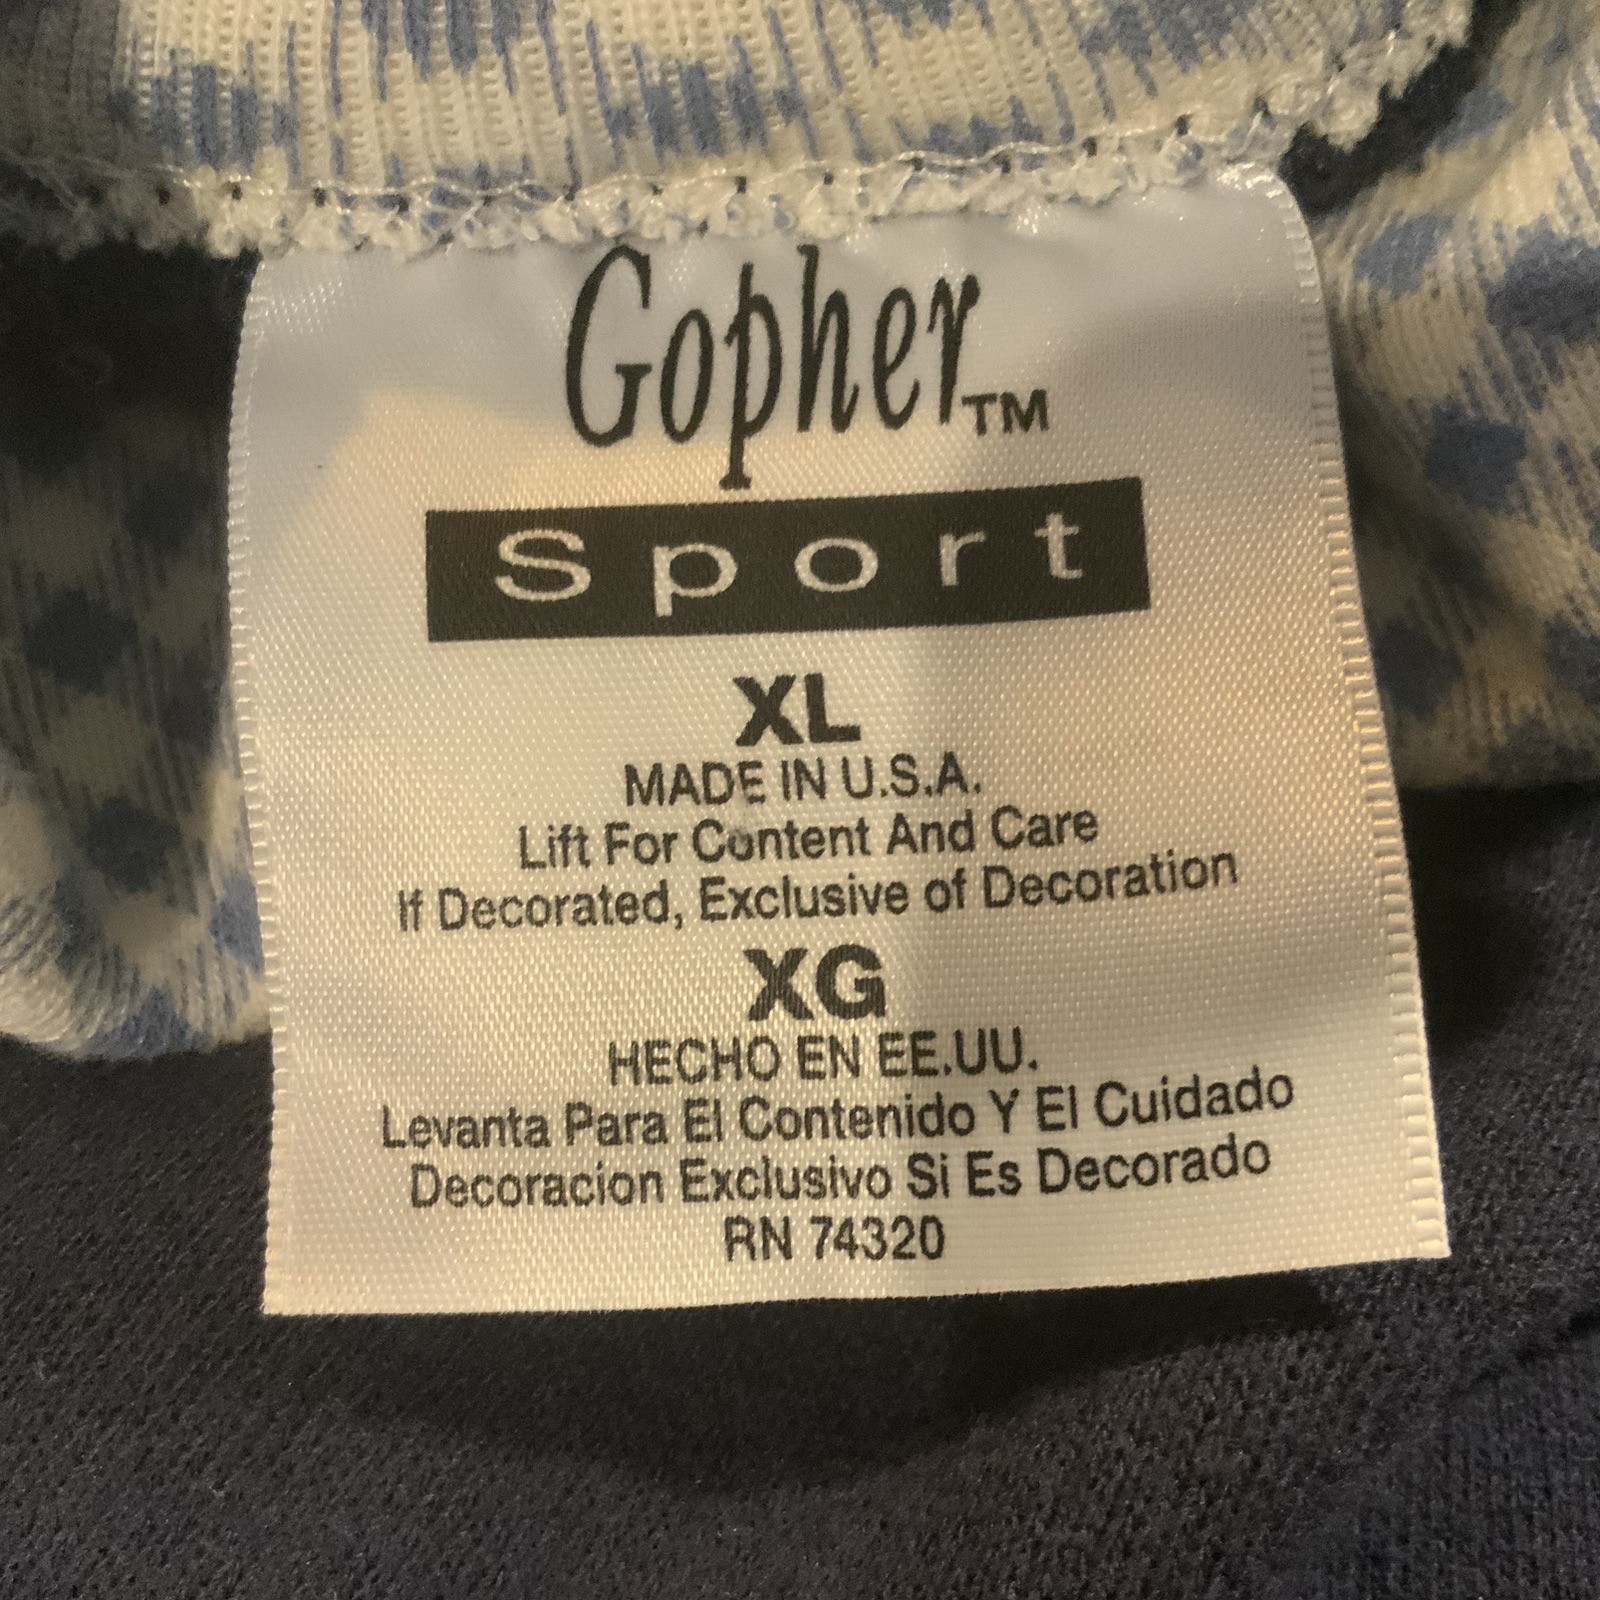 Gopher™
Sport
XL
MADE IN U.S.A.
Lift For Content And Care
If Decorated, Exclusive of Decoration
XG
HECHO EN EE.UU.
Levanta Para El Contenido Y El Cuidado
Decoracion Exclusivo Si Es Decorado
RN 74320